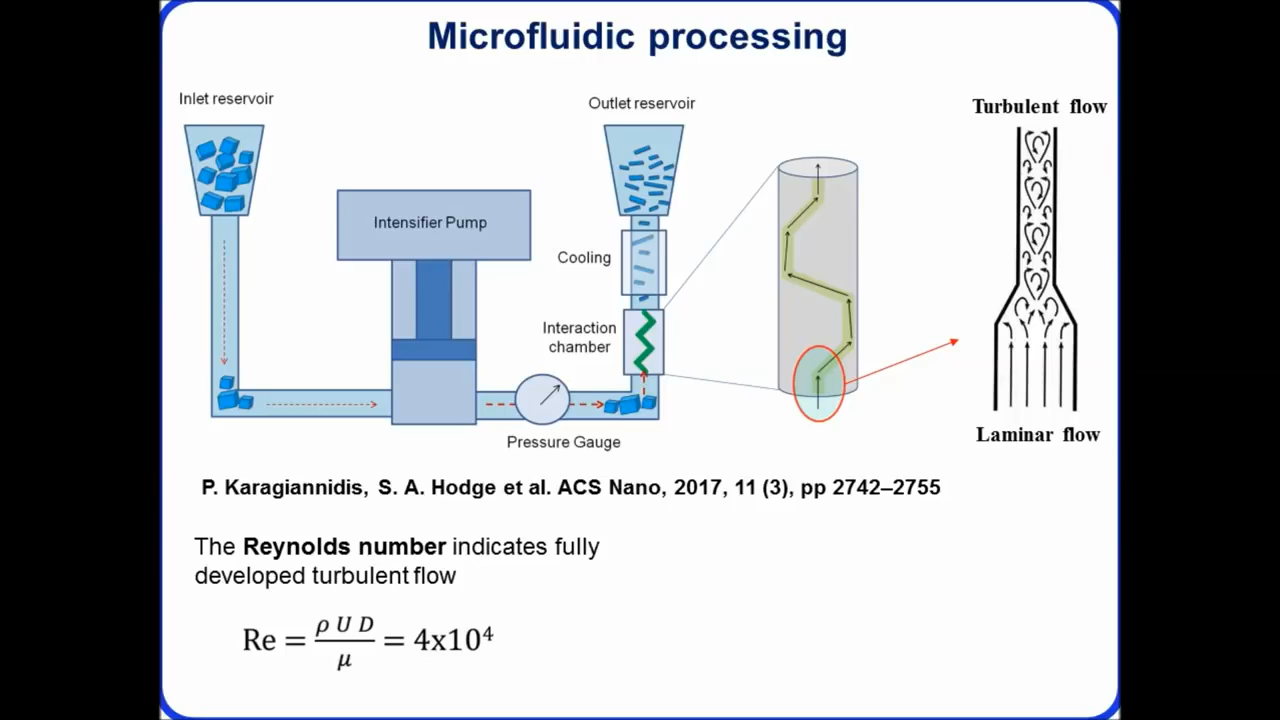 Microfluidic processing
Inlet reservoir
Outlet reservoir
Turbulent flow
Intensifier Pump
Cooling
Interaction
chamber
Pressure Gauge
Laminar flow
P. Karagiannidis, S. A. Hodge et al. ACS Nano, 2017, 11 (3), pp 2742–2755
The Reynolds number indicates fully
developed turbulent flow
Re = ρ U D / μ = 4x10⁴